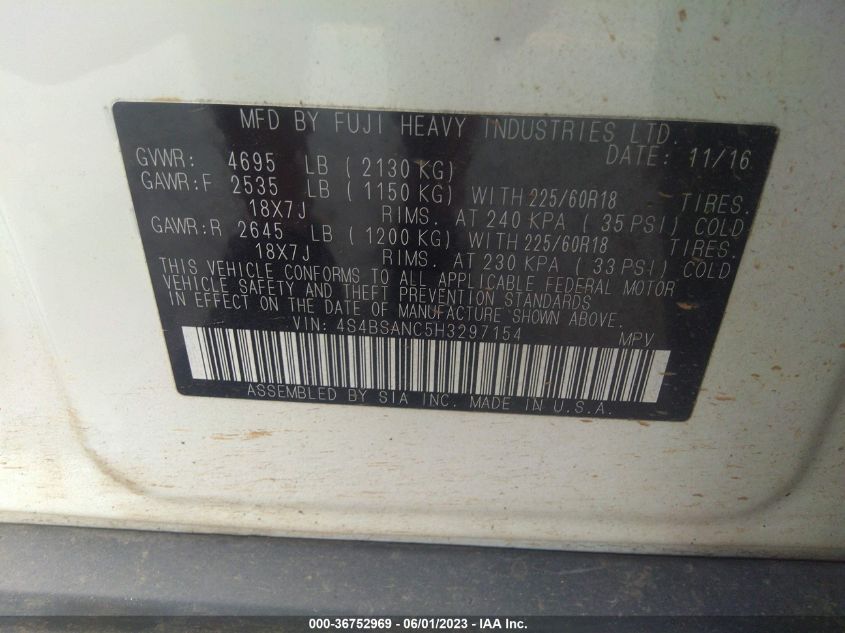 MFD BY FUJI HEAVY INDUSTRIES LTD.
GVWR: 4695 LB ( 2130 KG) DATE: 11/16
GAWR:F 2535 LB ( 1150 KG) WITH 225/60R18 TIRES.
18X7J RIMS. AT 240 KPA ( 35 PSI) COLD
GAWR:R 2645 LB ( 1200 KG) WITH 225/60R18 TIRES.
18X7J RIMS. AT 230 KPA ( 33 PSI) COLD
THIS VEHICLE CONFORMS TO ALL APPLICABLE FEDERAL MOTOR
VEHICLE SAFETY AND THEFT PREVENTION STANDARDS
IN EFFECT ON THE DATE OF MANUFACTURE SHOWN ABOVE.
VIN: 4S4BSANC5H3297154 MPV
ASSEMBLED BY SIA INC. MADE IN U.S.A.
000-36752969 - 06/01/2023 - IAA Inc.